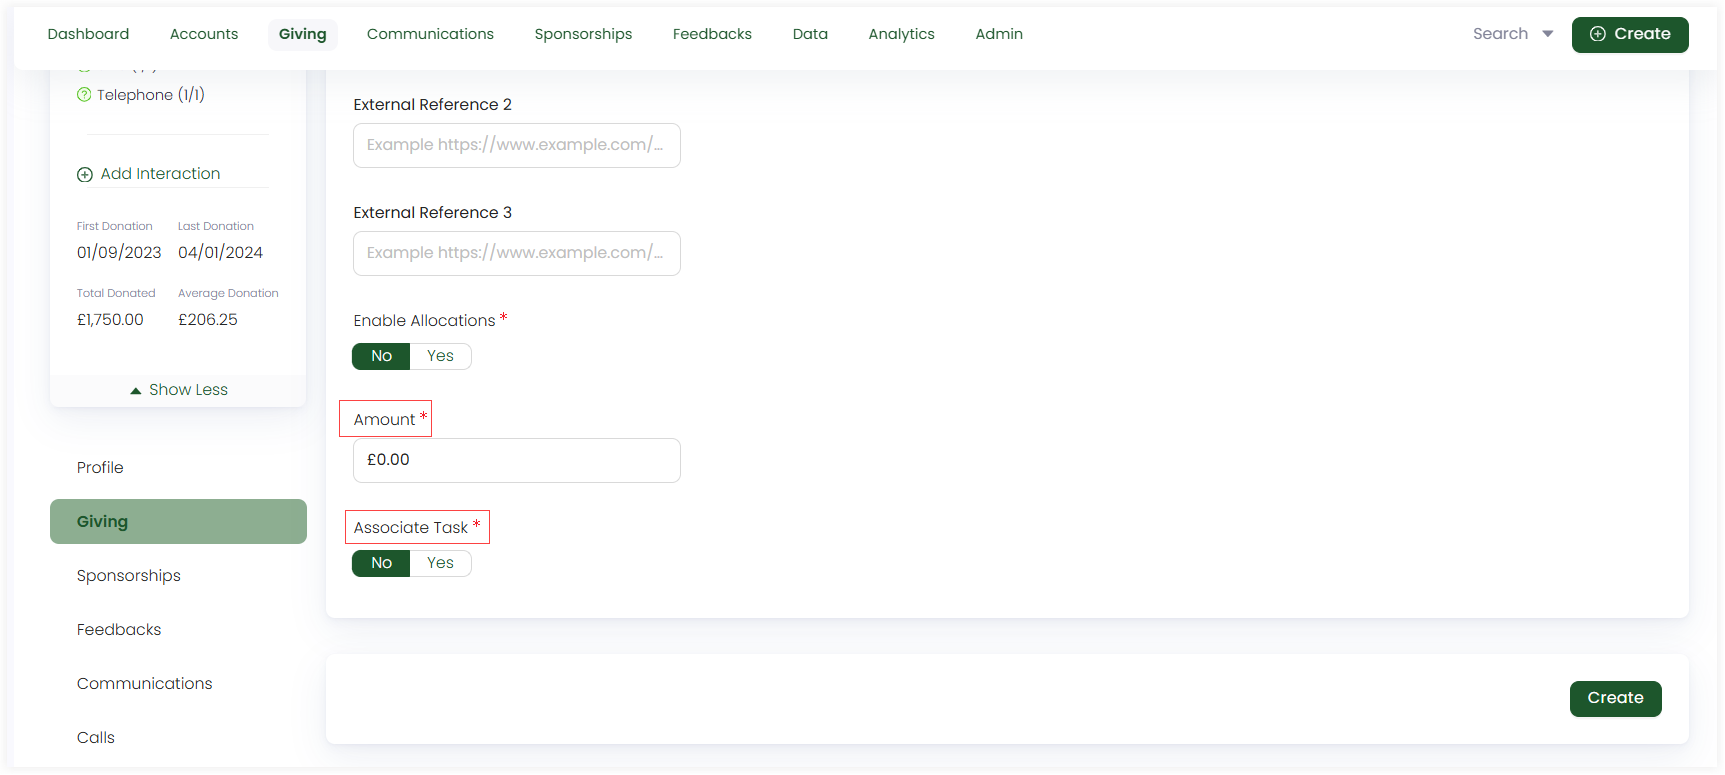 Dashboard Accounts Giving Communications Sponsorships Feedbacks Data Analytics Admin Search Create
Telephone (1/1)
Add Interaction
First Donation Last Donation
01/09/2023 04/01/2024
Total Donated Average Donation
£1,750.00 £206.25
Show Less
Profile
Giving
Sponsorships
Feedbacks
Communications
Calls
External Reference 2
Example https://www.example.com/...
External Reference 3
Example https://www.example.com/...
Enable Allocations *
No Yes
Amount *
£0.00
Associate Task *
No Yes
Create